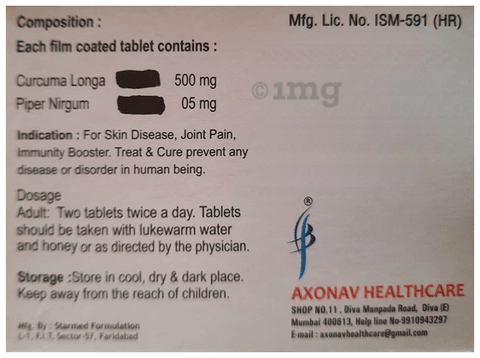 Composition :
Mfg. Lic. No. ISM-591 (HR)
Each film coated tablet contains :
Curcuma Longa 500 mg
Piper Nirgum 05 mg
©1mg
Indication : For Skin Disease, Joint Pain,
Immunity Booster. Treat & Cure prevent any
disease or disorder in human being.
Dosage
Adult: Two tablets twice a day. Tablets
should be taken with lukewarm water
and honey or as directed by the physician.
Storage :Store in cool, dry & dark place.
Keep away from the reach of children.
Mfg. By : Starmed Formulation
Sector-57, Faridabad
®
AXONAV HEALTHCARE
SHOP NO.11 , Diva Manpada Road, Diva (E)
Mumbai 400613, Help line No-9910943297
E-mail : axonavhealthcare@gmail.com